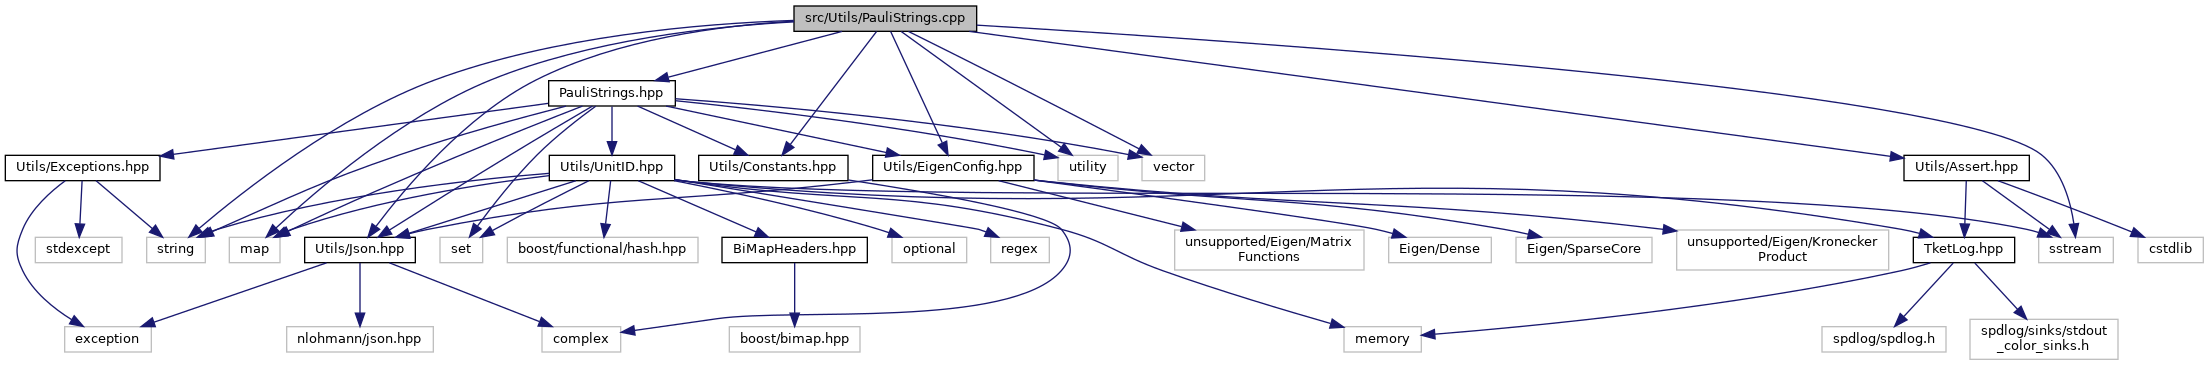 src/Utils/PauliStrings.cpp
PauliStrings.hpp
Utils/Exceptions.hpp
Utils/UnitID.hpp
Utils/Constants.hpp
Utils/EigenConfig.hpp
utility
vector
Utils/Assert.hpp
stdexcept
string
map
Utils/Json.hpp
set
boost/functional/hash.hpp
BiMapHeaders.hpp
optional
regex
unsupported/Eigen/Matrix
Functions
Eigen/Dense
Eigen/SparseCore
unsupported/Eigen/Kronecker
Product
TketLog.hpp
sstream
cstdlib
exception
nlohmann/json.hpp
complex
boost/bimap.hpp
memory
spdlog/spdlog.h
spdlog/sinks/stdout
_color_sinks.h